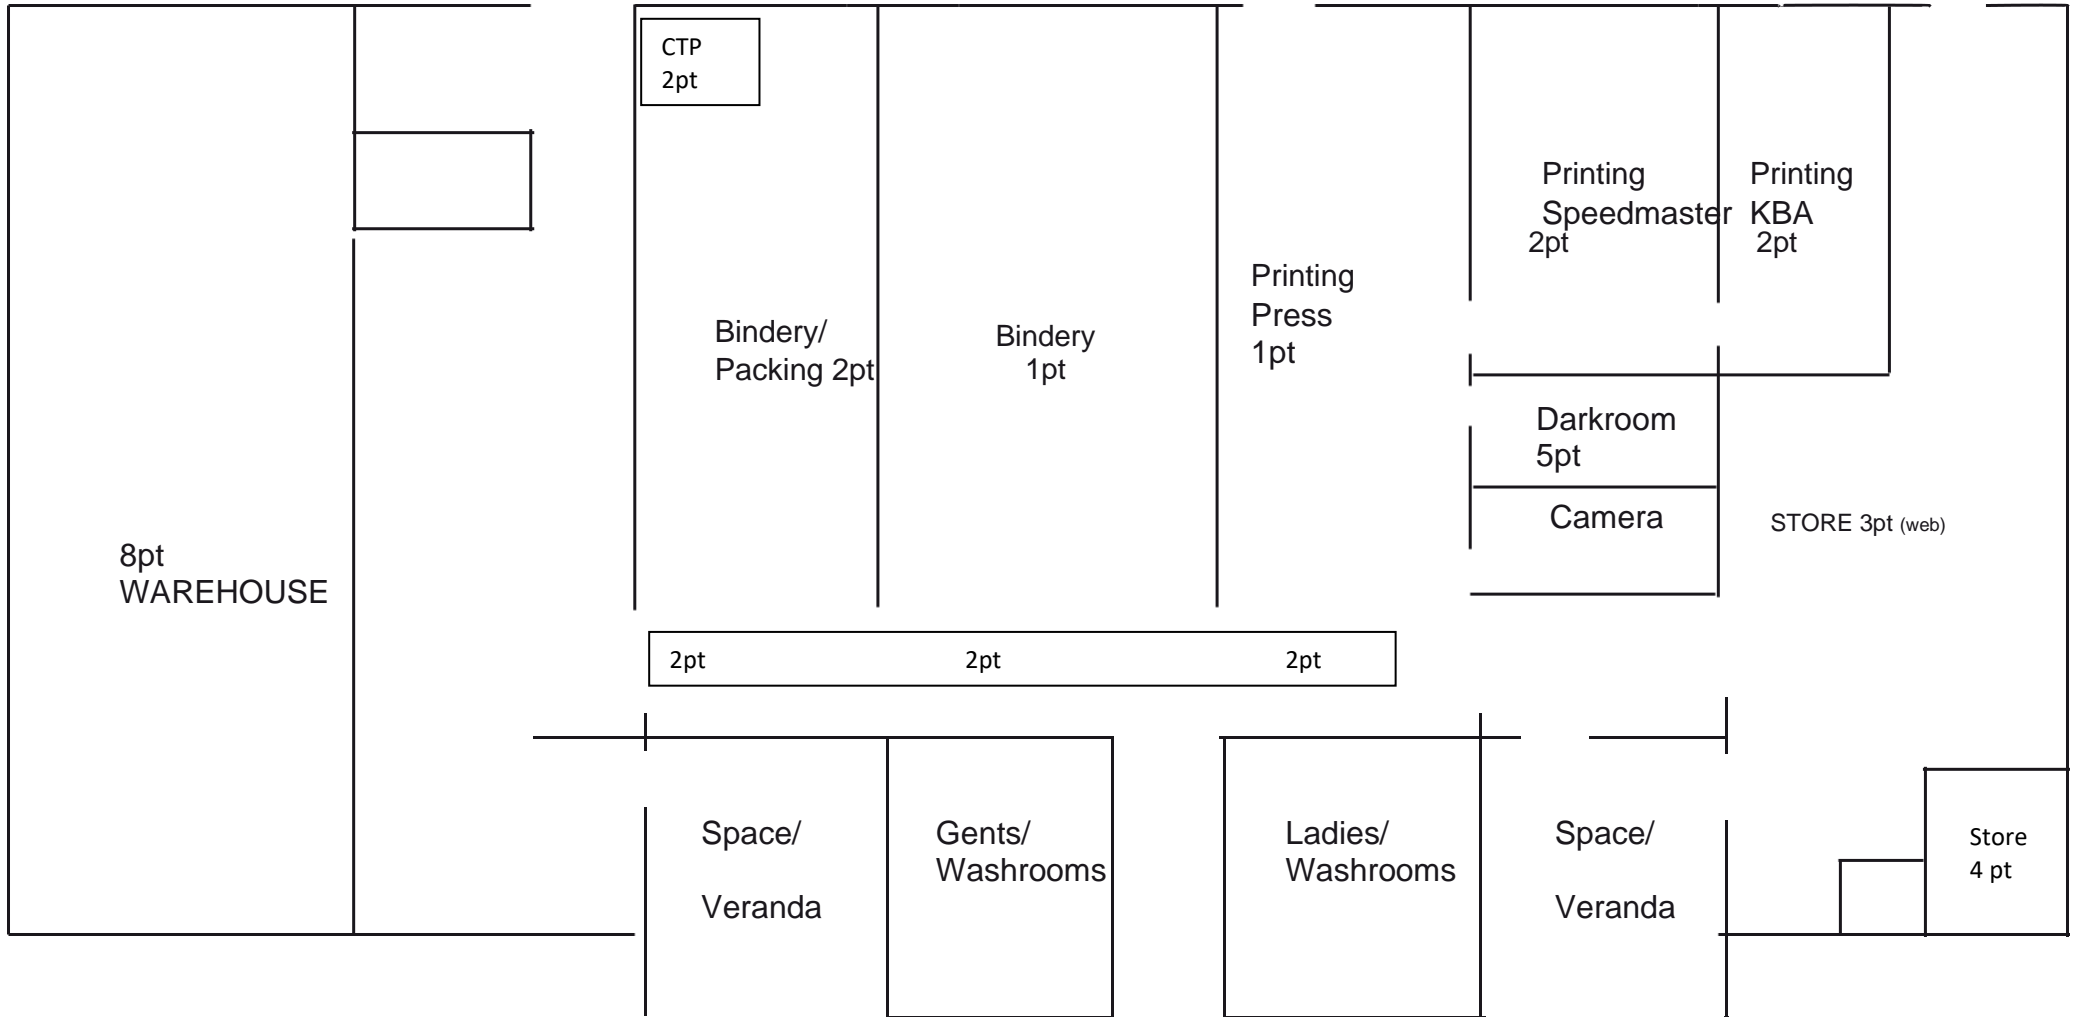 CTP
2pt
Printing
Speedmaster
2pt
Printing
KBA
2pt
Printing
Press
1pt
Bindery/
Packing 2pt
Bindery
1pt
Darkroom
5pt
Camera
STORE 3pt (web)
8pt
WAREHOUSE
2pt
2pt
2pt
Space/
Veranda
Gents/
Washrooms
Ladies/
Washrooms
Space/
Veranda
Store
4 pt